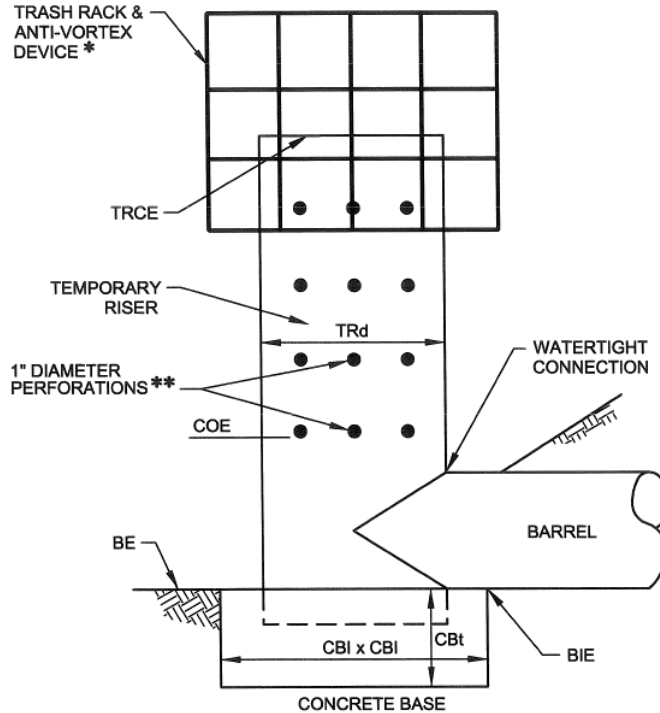 TRASH RACK &
ANTI-VORTEX
DEVICE *
TRCE
TEMPORARY
RISER
TRd
WATERTIGHT
CONNECTION
1" DIAMETER
PERFORATIONS **
COE
BARREL
BE
CBl x CBl
CBt
BIE
CONCRETE BASE